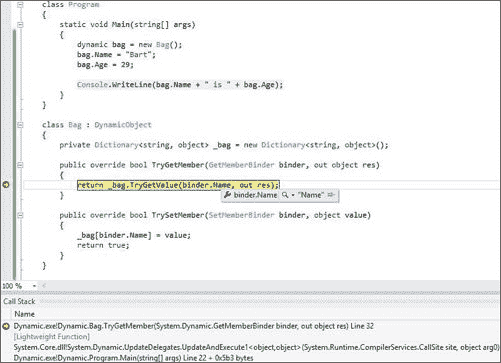 class Program
{
static void Main(string[] args)
{
dynamic bag = new Bag();
bag.Name = "Bart";
bag.Age = 29;
Console.WriteLine(bag.Name + " is " + bag.Age);
}
}
class Bag : DynamicObject
{
private Dictionary<string, object> _bag = new Dictionary<string, object>();
public override bool TryGetMember(GetMemberBinder binder, out object res)
{
return _bag.TryGetValue(binder.Name, out res);
binder.Name "Name"
}
public override bool TrySetMember(SetMemberBinder binder, object value)
{
_bag[binder.Name] = value;
return true;
}
}
100 %
Call Stack
Name
Dynamic.exe!Dynamic.Bag.TryGetMember(System.Dynamic.GetMemberBinder binder, out object res) Line 32
[Lightweight Function]
System.Core.dll!System.Dynamic.UpdateDelegates.UpdateAndExecute1<object,object>(System.Runtime.CompilerServices.CallSite site, object arg0)
Dynamic.exe!Dynamic.Program.Main(string[] args) Line 22 + 0x5b3 bytes